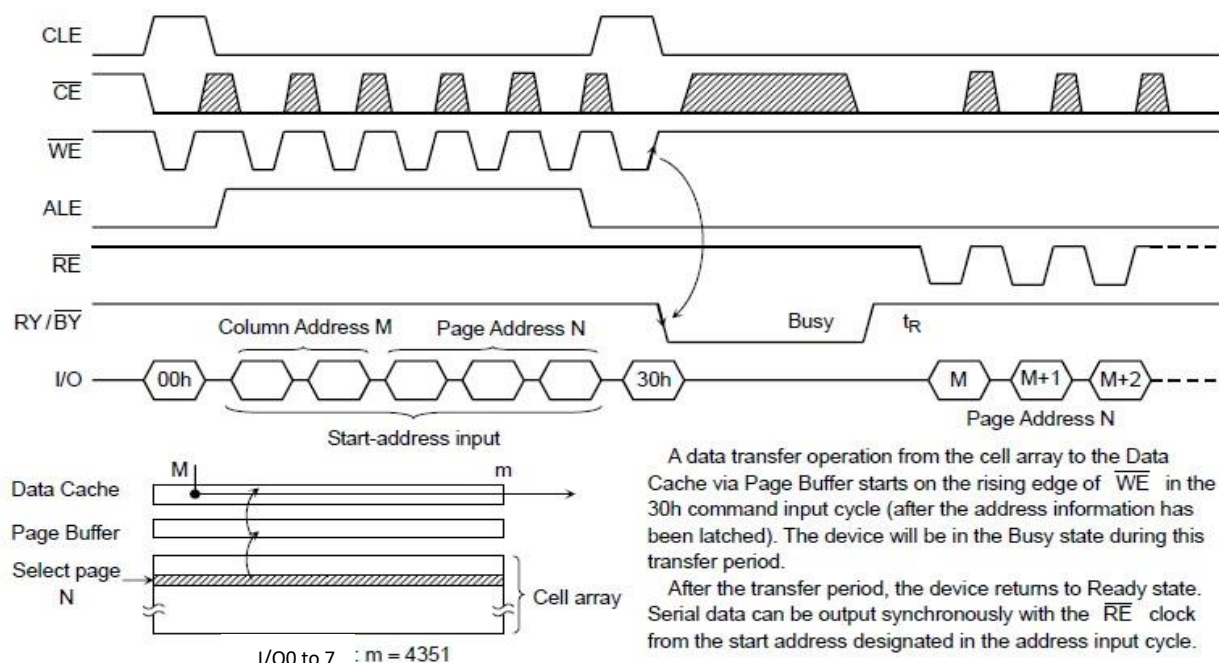 CLE
CE
WE
ALE
RE
RY/BY Busy tR
Column Address M Page Address N
I/O 00h 30h M M+1 M+2
Page Address N
Start-address input
M m
Data Cache
Page Buffer
Select page
N
Cell array
I/O0 to 7 : m = 4351
A data transfer operation from the cell array to the Data
Cache via Page Buffer starts on the rising edge of WE in the
30h command input cycle (after the address information has
been latched). The device will be in the Busy state during this
transfer period.
After the transfer period, the device returns to Ready state.
Serial data can be output synchronously with the RE clock
from the start address designated in the address input cycle.